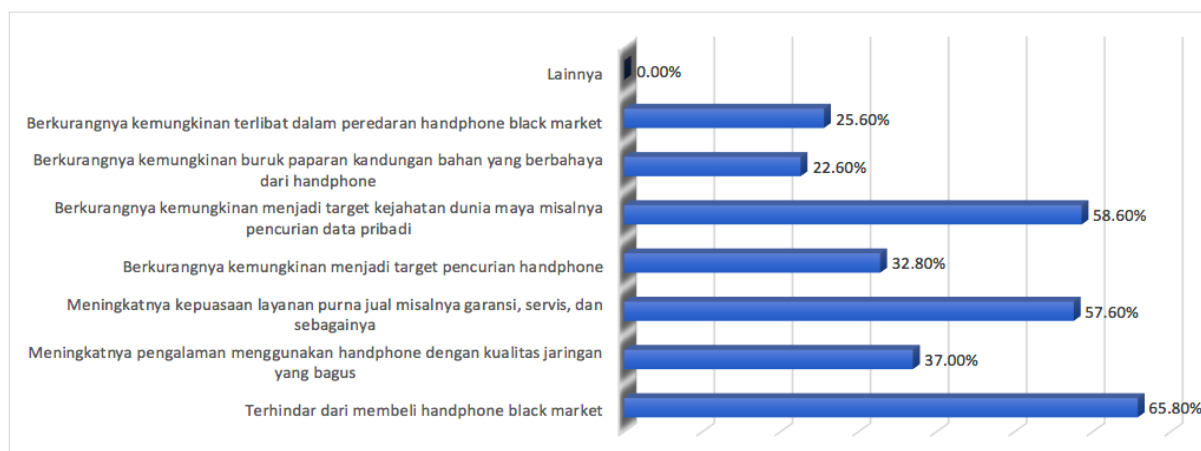 Lainnya
0.00%
Berkurangnya kemungkinan terlibat dalam peredaran handphone black market
25.60%
Berkurangnya kemungkinan buruk paparan kandungan bahan yang berbahaya
dari handphone
22.60%
Berkurangnya kemungkinan menjadi target kejahatan dunia maya misalnya
pencurian data pribadi
58.60%
Berkurangnya kemungkinan menjadi target pencurian handphone
32.80%
Meningkatnya kepuasaan layanan purna jual misalnya garansi, servis, dan
sebagainya
57.60%
Meningkatnya pengalaman menggunakan handphone dengan kualitas jaringan
yang bagus
37.00%
Terhindar dari membeli handphone black market
65.80%